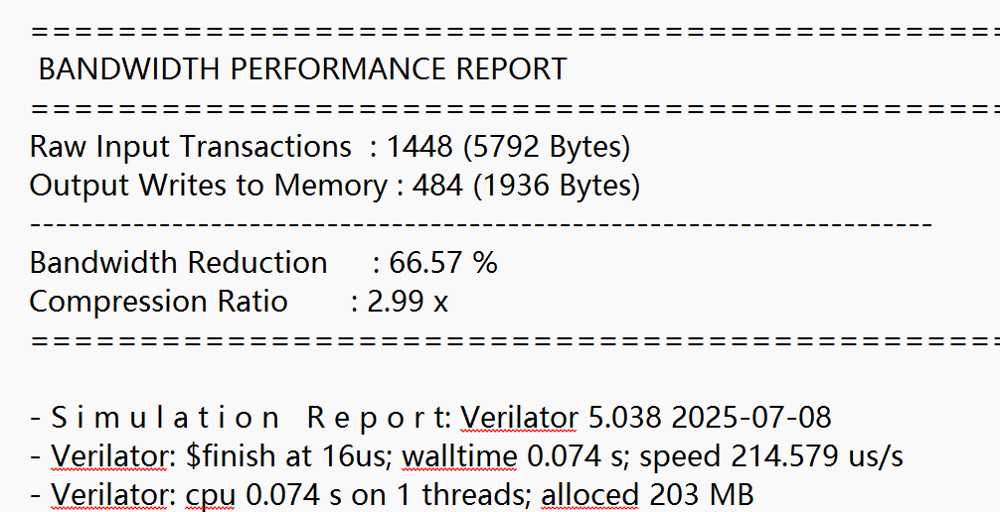 ==============================================
BANDWIDTH PERFORMANCE REPORT
==============================================
Raw Input Transactions : 1448 (5792 Bytes)
Output Writes to Memory : 484 (1936 Bytes)
----------------------------------------------------------------------
Bandwidth Reduction : 66.57 %
Compression Ratio : 2.99 x
==============================================
- S i m u l a t i o n R e p o r t: Verilator 5.038 2025-07-08
- Verilator: $finish at 16us; walltime 0.074 s; speed 214.579 us/s
- Verilator: cpu 0.074 s on 1 threads; alloced 203 MB